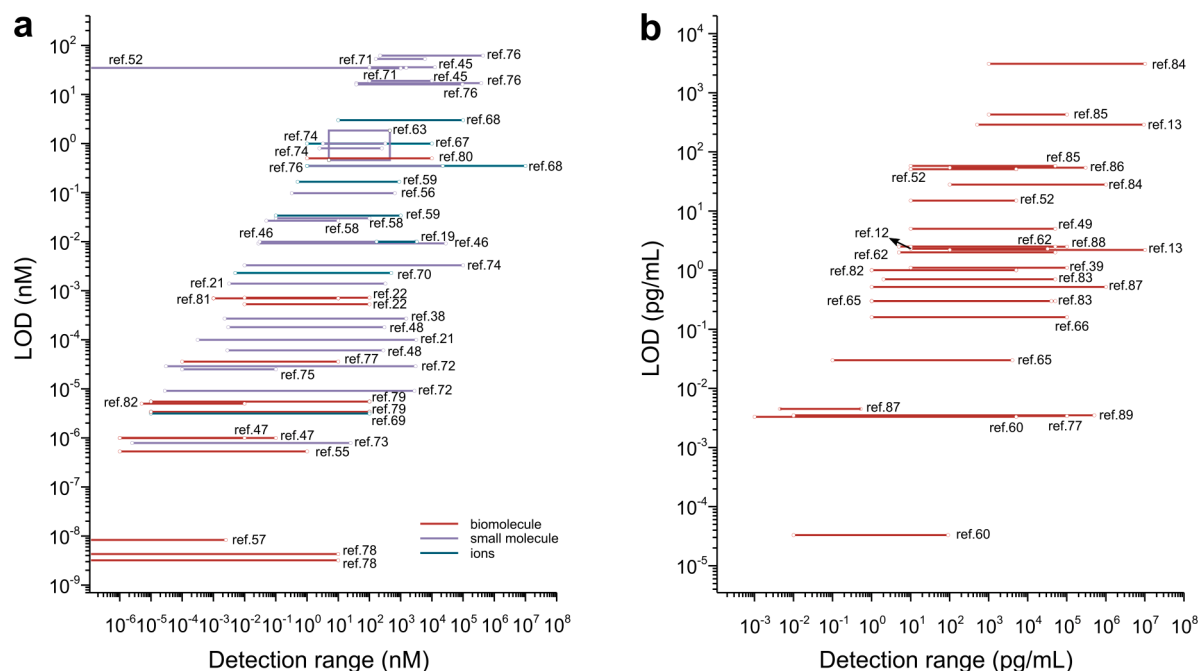 a
b
LOD (nM)
10²
10¹
10⁰
10⁻¹
10⁻²
10⁻³
10⁻⁴
10⁻⁵
10⁻⁶
10⁻⁷
10⁻⁸
10⁻⁹
ref.52
ref.71
ref.76
ref.45
ref.71
ref.45
ref.76
ref.76
ref.68
ref.63
ref.74
ref.67
ref.74
ref.80
ref.76
ref.68
ref.59
ref.56
ref.59
ref.58
ref.58
ref.46
ref.19
ref.46
ref.74
ref.70
ref.21
ref.81
ref.22
ref.22
ref.38
ref.48
ref.21
ref.48
ref.77
ref.72
ref.75
ref.72
ref.82
ref.79
ref.79
ref.69
ref.47
ref.47
ref.73
ref.55
biomolecule
small molecule
ions
ref.57
ref.78
ref.78
10⁻⁶ 10⁻⁵ 10⁻⁴ 10⁻³ 10⁻² 10⁻¹ 10⁰ 10¹ 10² 10³ 10⁴ 10⁵ 10⁶ 10⁷ 10⁸
Detection range (nM)
LOD (pg/mL)
10⁴
10³
10²
10¹
10⁰
10⁻¹
10⁻²
10⁻³
10⁻⁴
10⁻⁵
ref.84
ref.85
ref.13
ref.85
ref.86
ref.52
ref.84
ref.52
ref.49
ref.12
ref.62
ref.88
ref.13
ref.62
ref.39
ref.82
ref.83
ref.87
ref.65
ref.83
ref.66
ref.65
ref.87
ref.89
ref.60
ref.77
ref.60
10⁻³ 10⁻² 10⁻¹ 10⁰ 10¹ 10² 10³ 10⁴ 10⁵ 10⁶ 10⁷ 10⁸
Detection range (pg/mL)